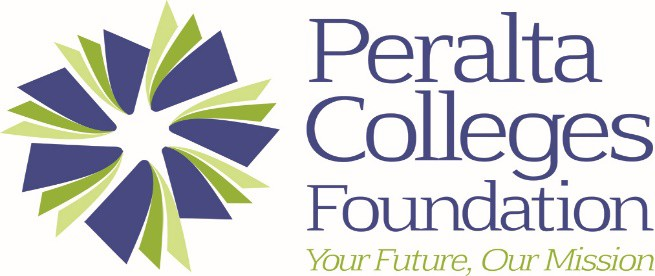 Peralta
Colleges
Foundation
Your Future, Our Mission